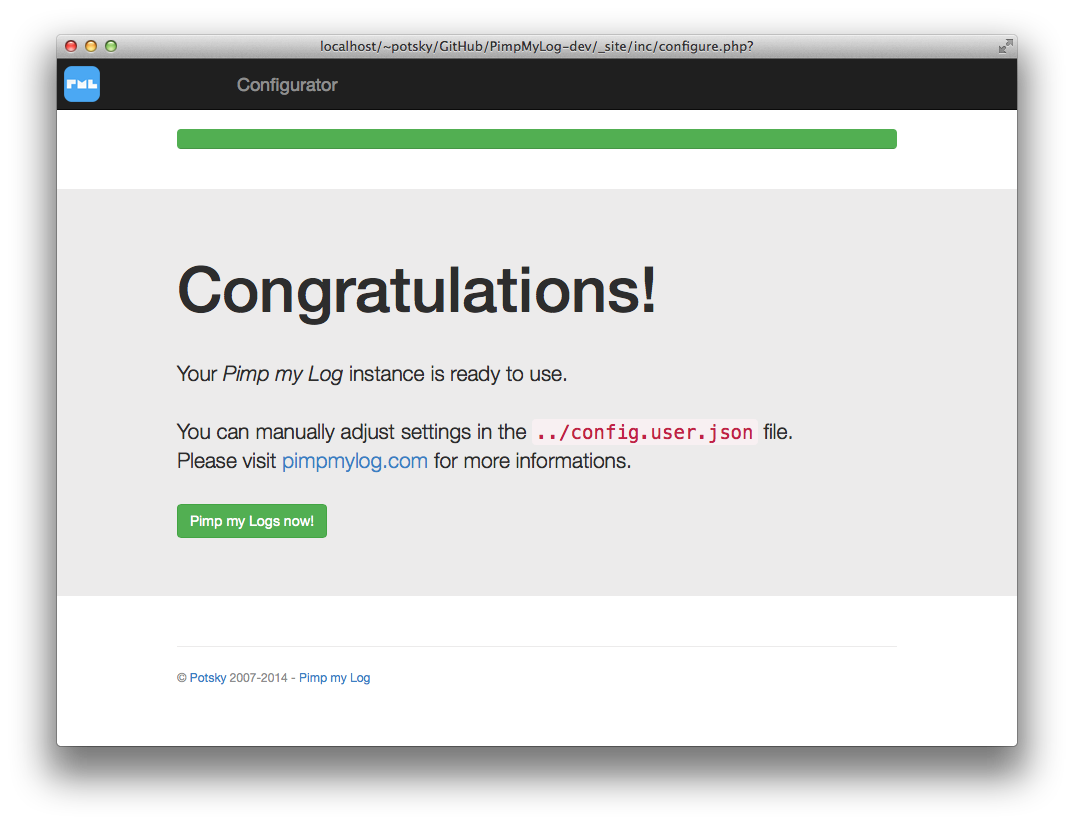 localhost/~potsky/GitHub/PimpMyLog-dev/_site/inc/configure.php?
PML
Configurator
Congratulations!
Your Pimp my Log instance is ready to use.
You can manually adjust settings in the ../config.user.json file.
Please visit pimpmylog.com for more informations.
Pimp my Logs now!
© Potsky 2007-2014 - Pimp my Log